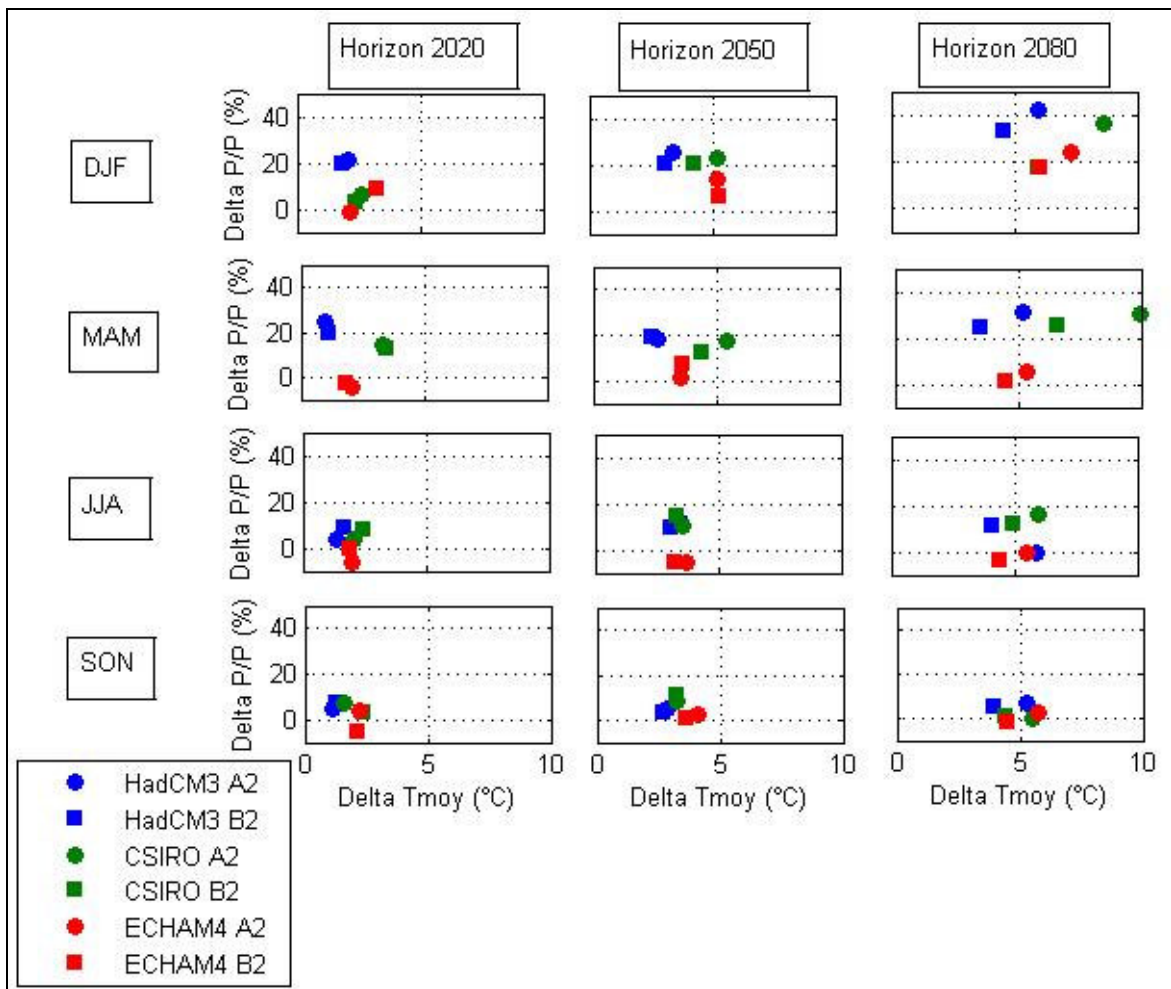 Horizon 2020
Horizon 2050
Horizon 2080
DJF
Delta P/P (%)
40
20
0
MAM
Delta P/P (%)
40
20
0
JJA
Delta P/P (%)
40
20
0
SON
Delta P/P (%)
40
20
0
0 5 10
0 5 10
0 5 10
Delta Tmoy (°C)
Delta Tmoy (°C)
Delta Tmoy (°C)
HadCM3 A2
HadCM3 B2
CSIRO A2
CSIRO B2
ECHAM4 A2
ECHAM4 B2